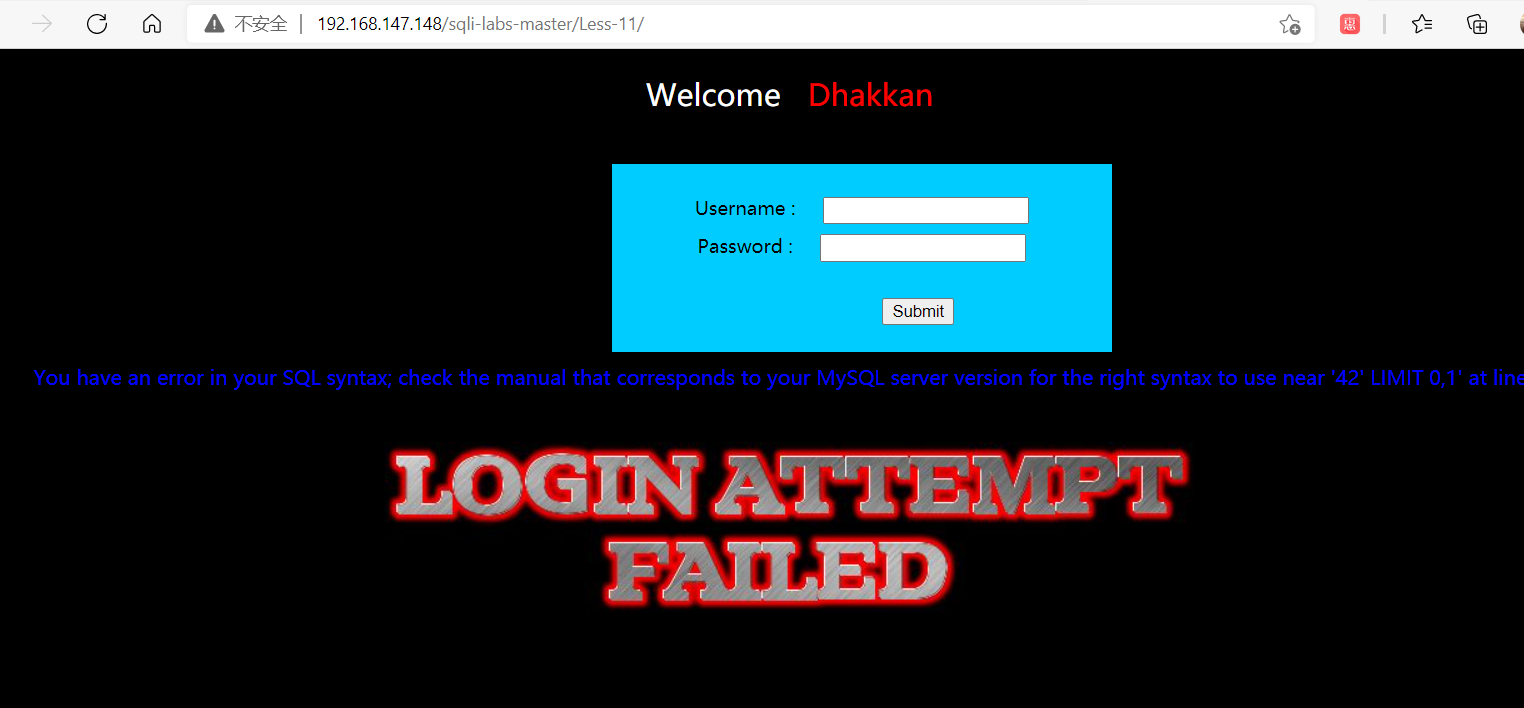 不安全 192.168.147.148/sqli-labs-master/Less-11/
惠
Welcome Dhakkan
Username :
Password :
Submit
You have an error in your SQL syntax; check the manual that corresponds to your MySQL server version for the right syntax to use near '42' LIMIT 0,1' at line
LOGIN ATTEMPT
FAILED